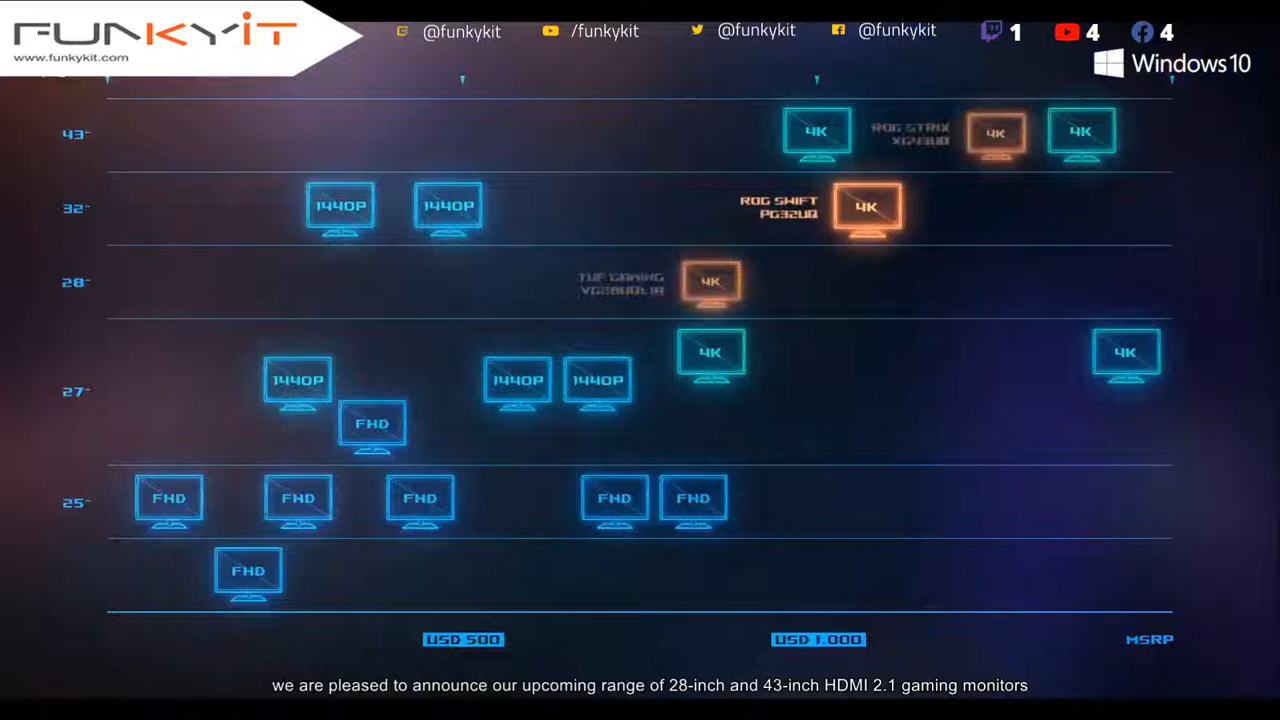 FUNKYIT
www.funkykit.com
@funkykit
/funkykit
@funkykit
@funkykit
1
4
4
Windows10
43"
4K
ROG STRIX
XG43UQ
4K
4K
32"
1440P
1440P
ROG SWIFT
PG32UQ
4K
28"
TUF GAMING
VG28UQL1A
4K
27"
1440P
FHD
1440P
1440P
4K
4K
25"
FHD
FHD
FHD
FHD
FHD
FHD
USD 500
USD 1.000
MSRP
we are pleased to announce our upcoming range of 28-inch and 43-inch HDMI 2.1 gaming monitors